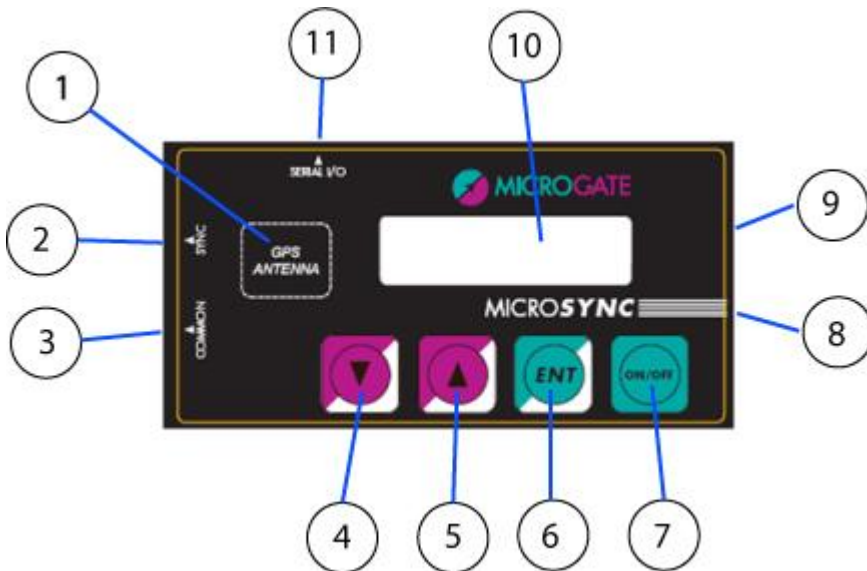 11
10
1
SERIAL I/O
MICROGATE
9
2
SYNC
GPS
ANTENNA
MICROSYNC
3
COMMON
8
ENT
ON/OFF
4
5
6
7